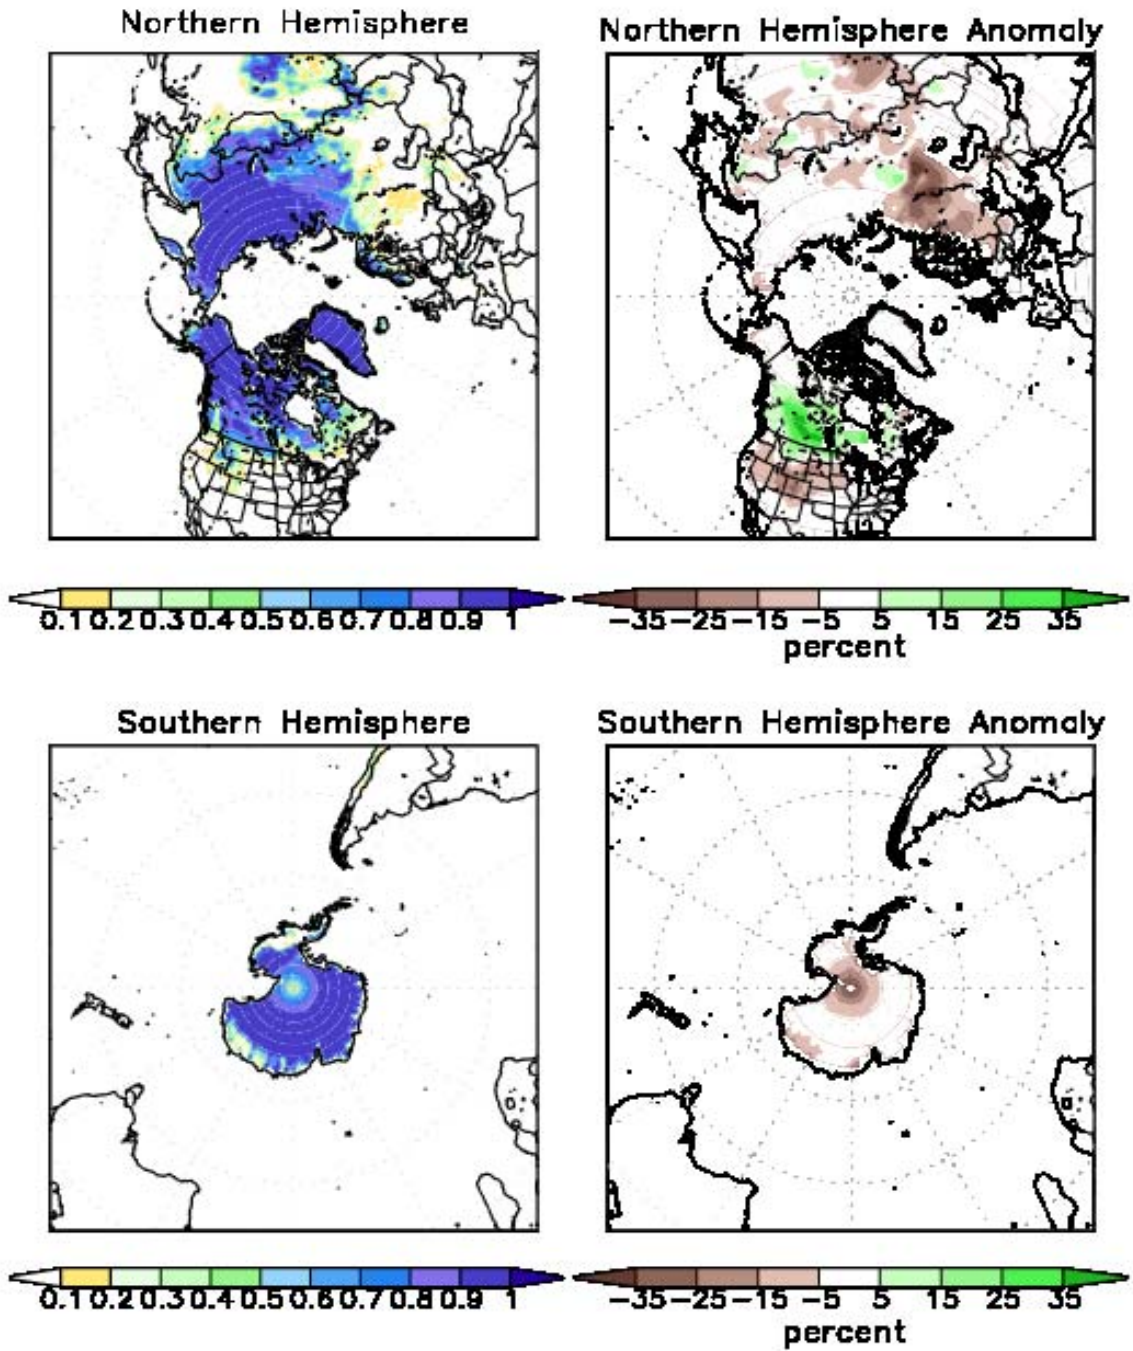 Northern Hemisphere
Northern Hemisphere Anomaly
0.1 0.2 0.3 0.4 0.5 0.6 0.7 0.8 0.9 1
-35 -25 -15 -5 5 15 25 35
percent
Southern Hemisphere
Southern Hemisphere Anomaly
0.1 0.2 0.3 0.4 0.5 0.6 0.7 0.8 0.9 1
-35 -25 -15 -5 5 15 25 35
percent